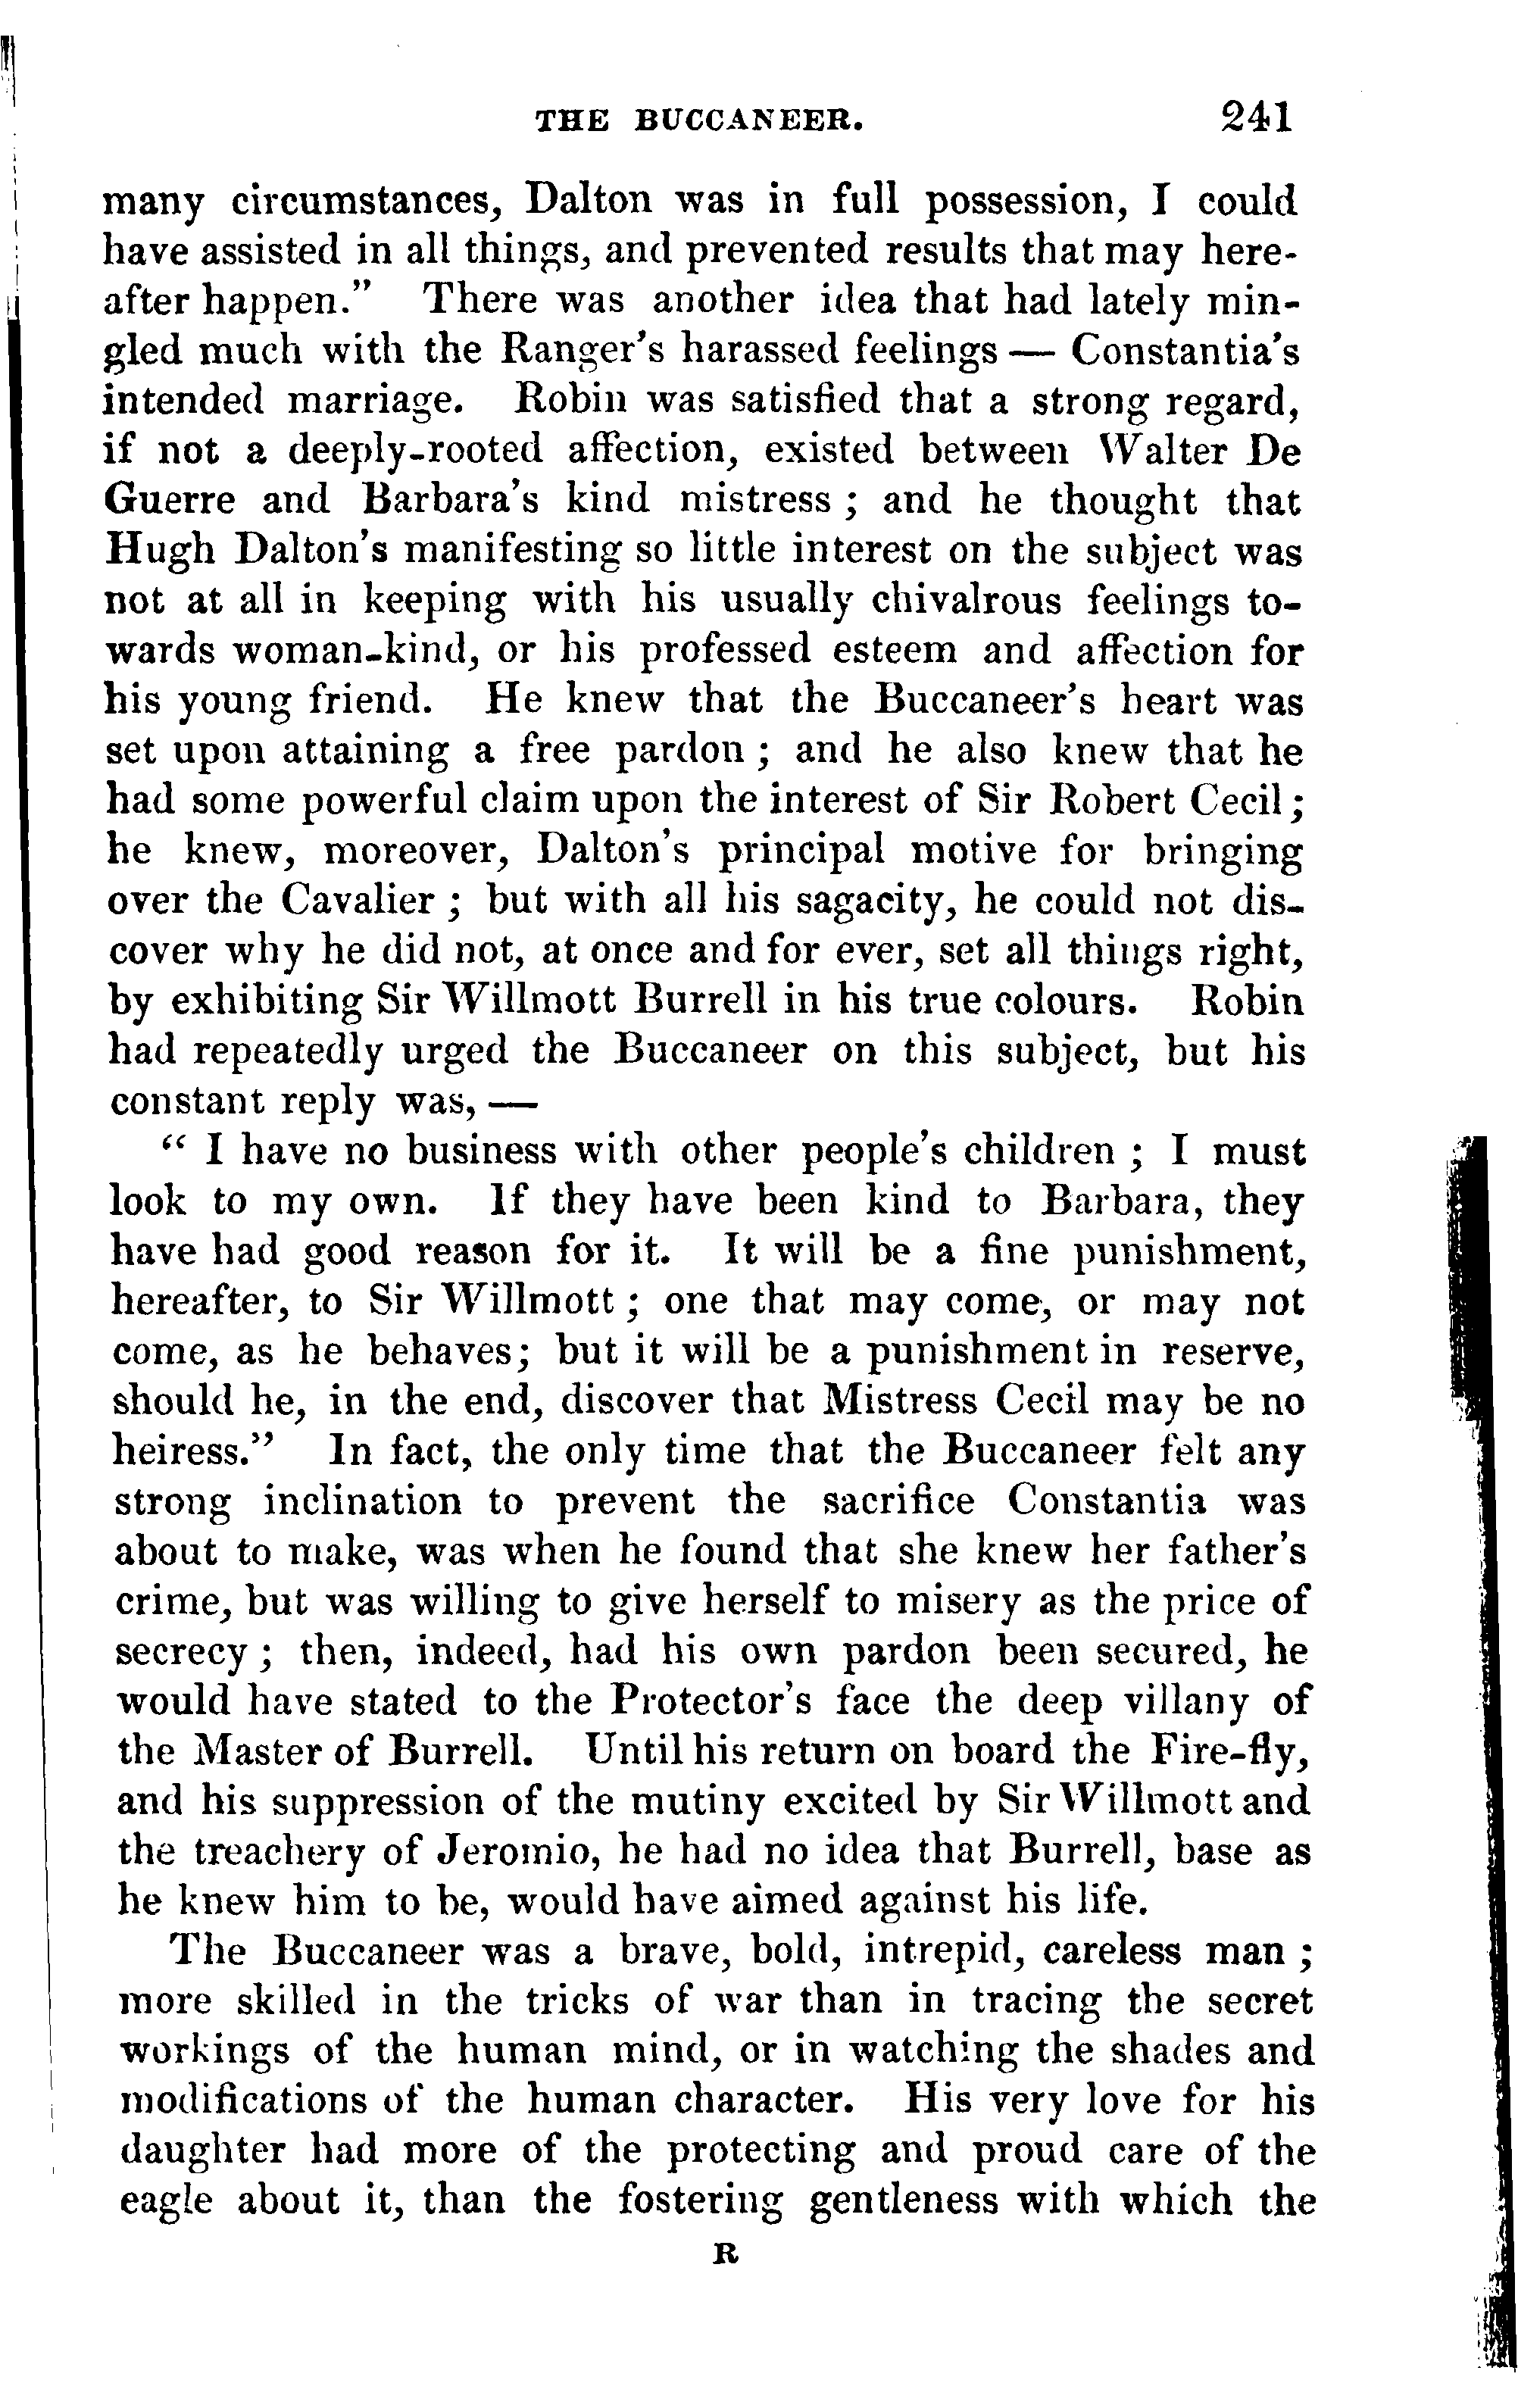 THE BUCCANEER. 241
many circumstances, Dalton was in full possession, I could
have assisted in all things, and prevented results that may here-
after happen." There was another idea that had lately min-
gled much with the Ranger's harassed feelings — Constantia's
intended marriage. Robin was satisfied that a strong regard,
if not a deeply-rooted affection, existed between Walter De
Guerre and Barbara's kind mistress ; and he thought that
Hugh Dalton's manifesting so little interest on the subject was
not at all in keeping with his usually chivalrous feelings to-
wards woman-kind, or his professed esteem and affection for
his young friend. He knew that the Buccaneer's heart was
set upon attaining a free pardon ; and he also knew that he
had some powerful claim upon the interest of Sir Robert Cecil ;
he knew, moreover, Dalton's principal motive for bringing
over the Cavalier ; but with all his sagacity, he could not dis-
cover why he did not, at once and for ever, set all things right,
by exhibiting Sir Willmott Burrell in his true colours. Robin
had repeatedly urged the Buccaneer on this subject, but his
constant reply was, —
" I have no business with other people's children ; I must
look to my own. If they have been kind to Barbara, they
have had good reason for it. It will be a fine punishment,
hereafter, to Sir Willmott ; one that may come, or may not
come, as he behaves; but it will be a punishment in reserve,
should he, in the end, discover that Mistress Cecil may be no
heiress." In fact, the only time that the Buccaneer felt any
strong inclination to prevent the sacrifice Constantia was
about to make, was when he found that she knew her father's
crime, but was willing to give herself to misery as the price of
secrecy ; then, indeed, had his own pardon been secured, he
would have stated to the Protector's face the deep villany of
the Master of Burrell. Until his return on board the Fire-fly,
and his suppression of the mutiny excited by Sir Willmott and
the treachery of Jeromio, he had no idea that Burrell, base as
he knew him to be, would have aimed against his life.
The Buccaneer was a brave, bold, intrepid, careless man ;
more skilled in the tricks of war than in tracing the secret
workings of the human mind, or in watching the shades and
modifications of the human character. His very love for his
daughter had more of the protecting and proud care of the
eagle about it, than the fostering gentleness with which the
R